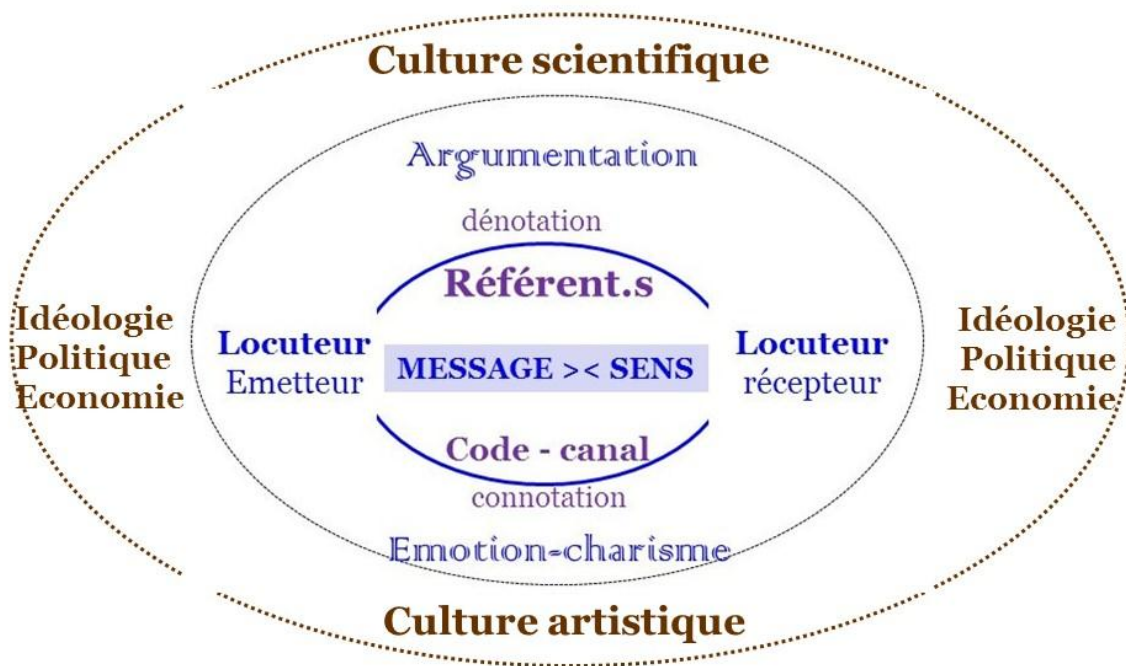 Culture scientifique
Argumentation
dénotation
Référent.s
Idéologie
Politique
Economie
Locuteur
Emetteur
MESSAGE >< SENS
Locuteur
récepteur
Idéologie
Politique
Economie
Code - canal
connotation
Emotion-charisme
Culture artistique